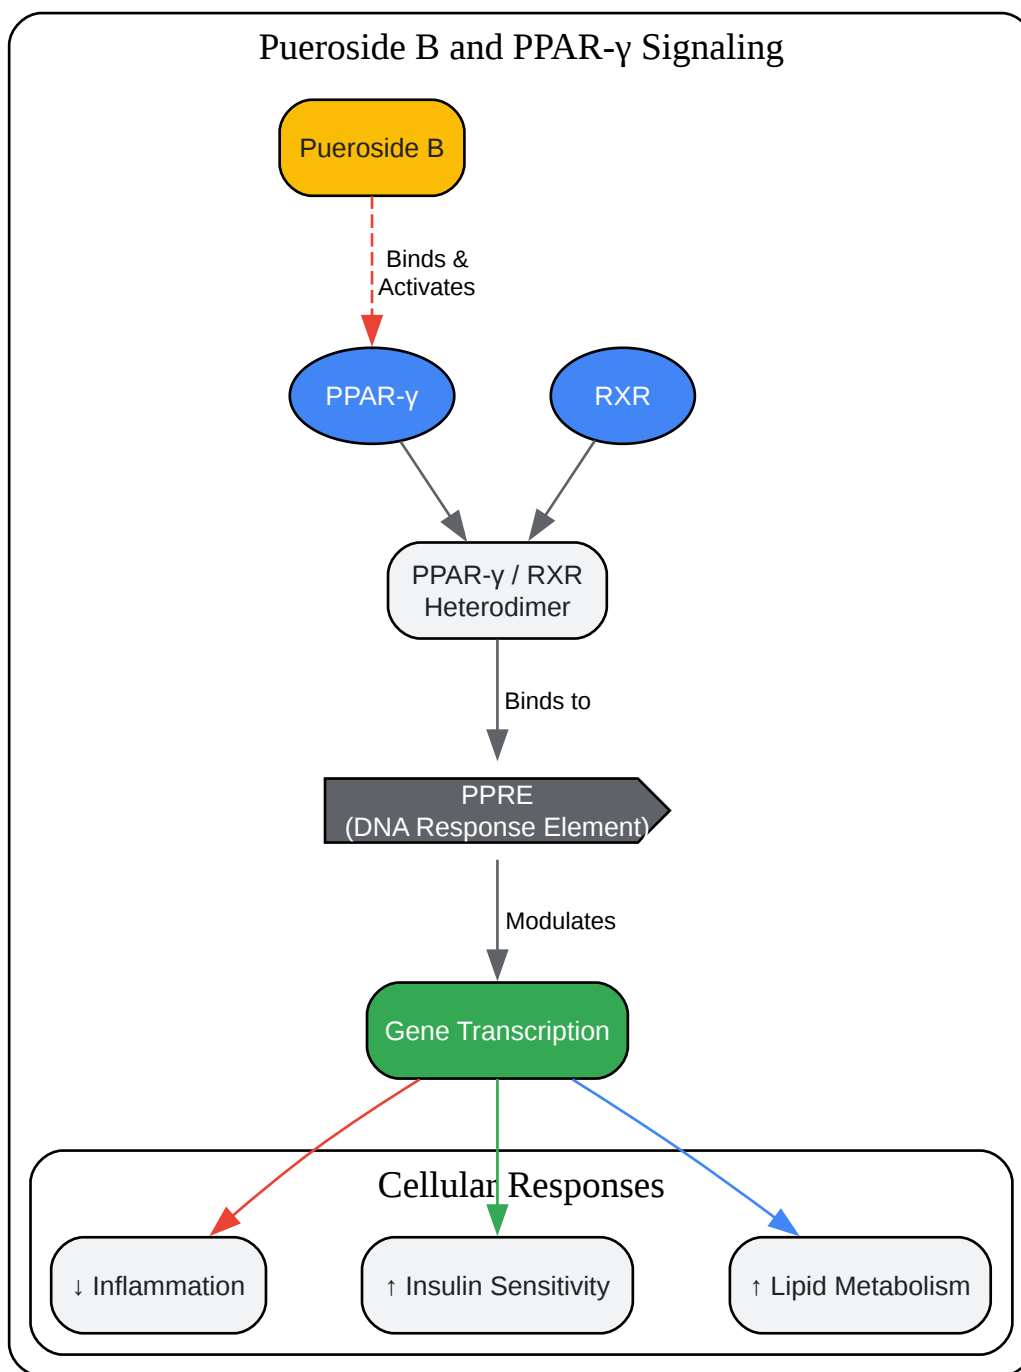 Pueroside B and PPAR-γ Signaling
Pueroside B
Binds &
Activates
PPAR-γ
RXR
PPAR-γ / RXR
Heterodimer
Binds to
PPRE
(DNA Response Element)
Modulates
Gene Transcription
Cellular Responses
↓ Inflammation
↑ Insulin Sensitivity
↑ Lipid Metabolism